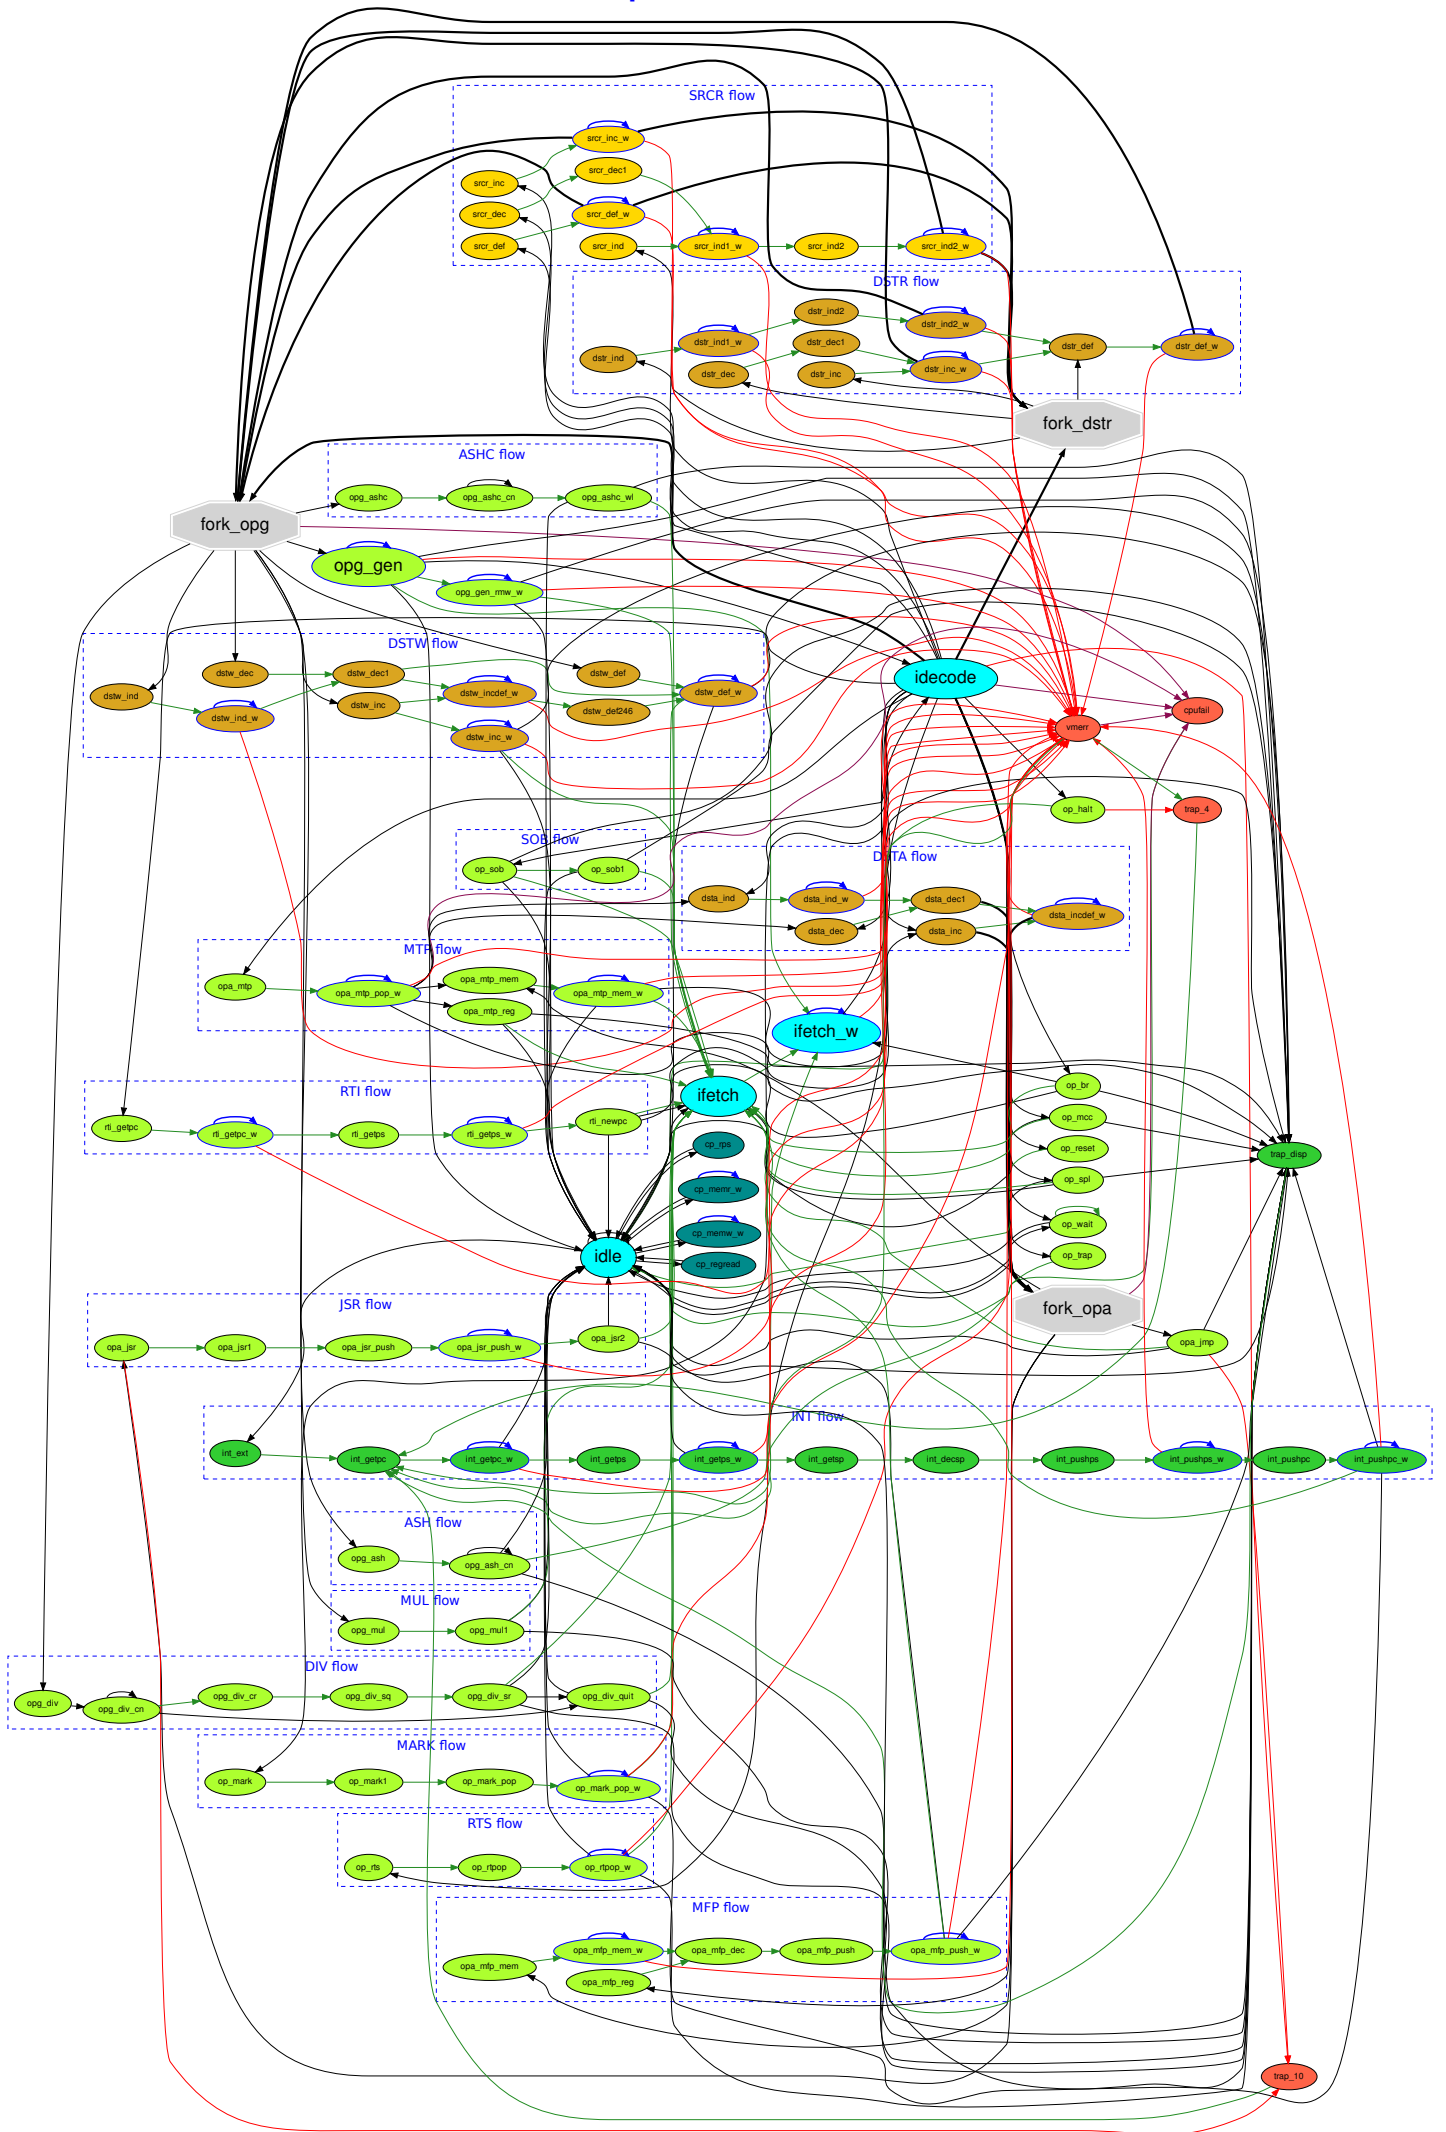 SRCR flow
srcr_inc_w
srcr_dec1
srcr_inc
srcr_dec
srcr_def_w
srcr_def
srcr_ind
srcr_ind1_w
srcr_ind2
srcr_ind2_w
DSTR flow
dstr_ind2
dstr_ind2_w
dstr_ind1_w
dstr_dec1
dstr_def
dstr_def_w
dstr_ind
dstr_dec
dstr_inc
dstr_inc_w
fork_dstr
ASHC flow
opg_ashc
opg_ashc_cn
opg_ashc_wl
fork_opg
opg_gen
opg_gen_rmw_w
DSTW flow
dstw_dec
dstw_dec1
dstw_def
idecode
dstw_ind
dstw_incdef_w
dstw_def_w
dstw_ind_w
dstw_inc
dstw_def246
cpufail
dstw_inc_w
vmerr
op_halt
trap_4
SOB flow
op_sob
op_sob1
DSTA flow
dsta_ind
dsta_ind_w
dsta_dec1
dsta_incdef_w
dsta_dec
dsta_inc
MTP flow
opa_mtp
opa_mtp_pop_w
opa_mtp_mem
opa_mtp_mem_w
opa_mtp_reg
ifetch_w
RTI flow
ifetch
op_br
rti_getpc
rti_getpc_w
rti_getps
rti_getps_w
rti_newpc
op_mcc
cp_rps
op_reset
trap_disp
cp_memr_w
op_spl
cp_memw_w
op_wait
idle
cp_regread
op_trap
JSR flow
fork_opa
opa_jsr
opa_jsr1
opa_jsr_push
opa_jsr_push_w
opa_jsr2
opa_jmp
INT flow
int_ext
int_getpc
int_getpc_w
int_getps
int_getps_w
int_getsp
int_decsp
int_pushps
int_pushps_w
int_pushpc
int_pushpc_w
ASH flow
opg_ash
opg_ash_cn
MUL flow
opg_mul
opg_mul1
DIV flow
opg_div
opg_div_cn
opg_div_cr
opg_div_sq
opg_div_sr
opg_div_quit
MARK flow
op_mark
op_mark1
op_mark_pop
op_mark_pop_w
RTS flow
op_rts
op_rtpop
op_rtpop_w
MFP flow
opa_mfp_mem
opa_mfp_mem_w
opa_mfp_dec
opa_mfp_push
opa_mfp_push_w
opa_mfp_reg
trap_10